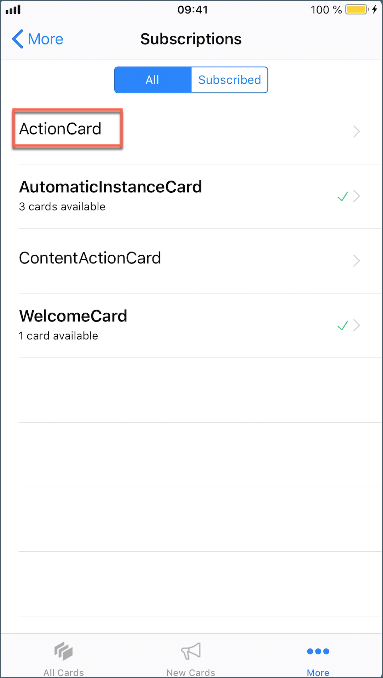 09:41
100 %
More
Subscriptions
All
Subscribed
ActionCard
AutomaticInstanceCard
3 cards available
ContentActionCard
WelcomeCard
1 card available
All Cards
New Cards
More